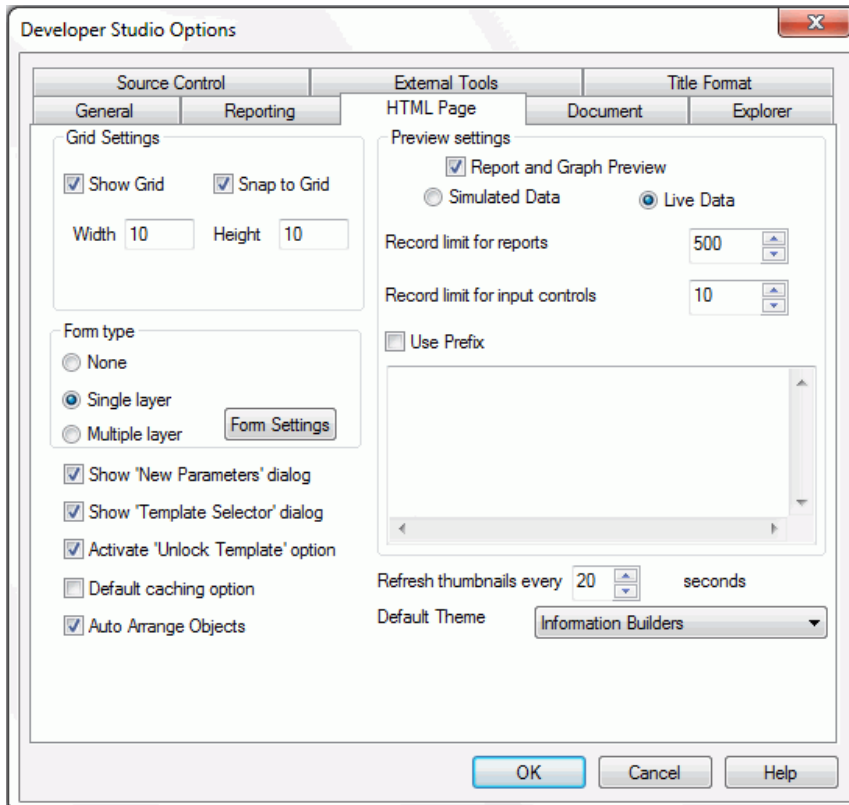 Developer Studio Options
Source Control External Tools Title Format
General Reporting HTML Page Document Explorer
Grid Settings
Show Grid Snap to Grid
Width 10 Height 10
Form type
None
Single layer
Multiple layer Form Settings
Show 'New Parameters' dialog
Show 'Template Selector' dialog
Activate 'Unlock Template' option
Default caching option
Auto Arrange Objects
Preview settings
Report and Graph Preview
Simulated Data Live Data
Record limit for reports 500
Record limit for input controls 10
Use Prefix
Refresh thumbnails every 20 seconds
Default Theme Information Builders
OK Cancel Help